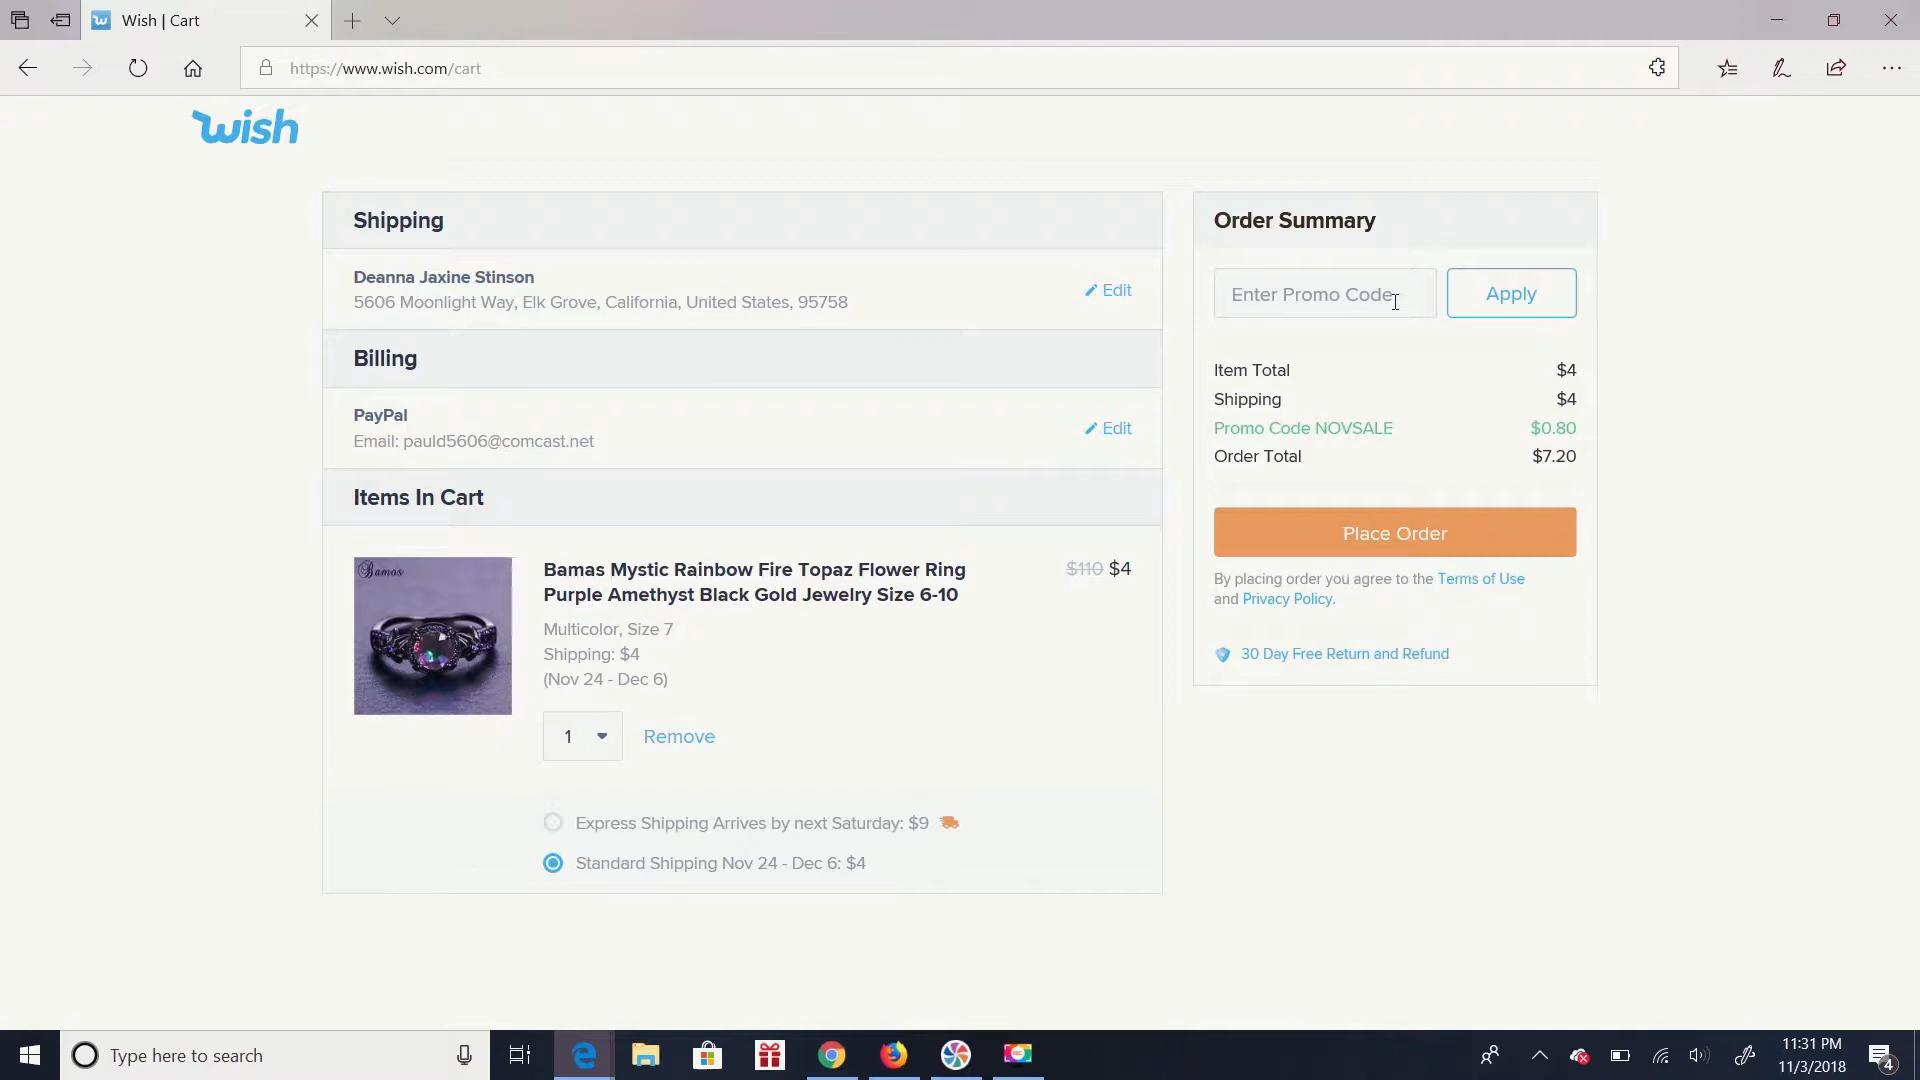 Wish | Cart
https://www.wish.com/cart
wish
Shipping
Deanna Jaxine Stinson
5606 Moonlight Way, Elk Grove, California, United States, 95758
Edit
Billing
PayPal
Email: pauld5606@comcast.net
Edit
Items In Cart
Bamos
Bamas Mystic Rainbow Fire Topaz Flower Ring
Purple Amethyst Black Gold Jewelry Size 6-10
$110 $4
Multicolor, Size 7
Shipping: $4
(Nov 24 - Dec 6)
1
Remove
Express Shipping Arrives by next Saturday: $9
Standard Shipping Nov 24 - Dec 6: $4
Order Summary
Enter Promo Code
Apply
Item Total $4
Shipping $4
Promo Code NOVSALE $0.80
Order Total $7.20
Place Order
By placing order you agree to the Terms of Use
and Privacy Policy.
30 Day Free Return and Refund
Type here to search
11:31 PM
11/3/2018
4